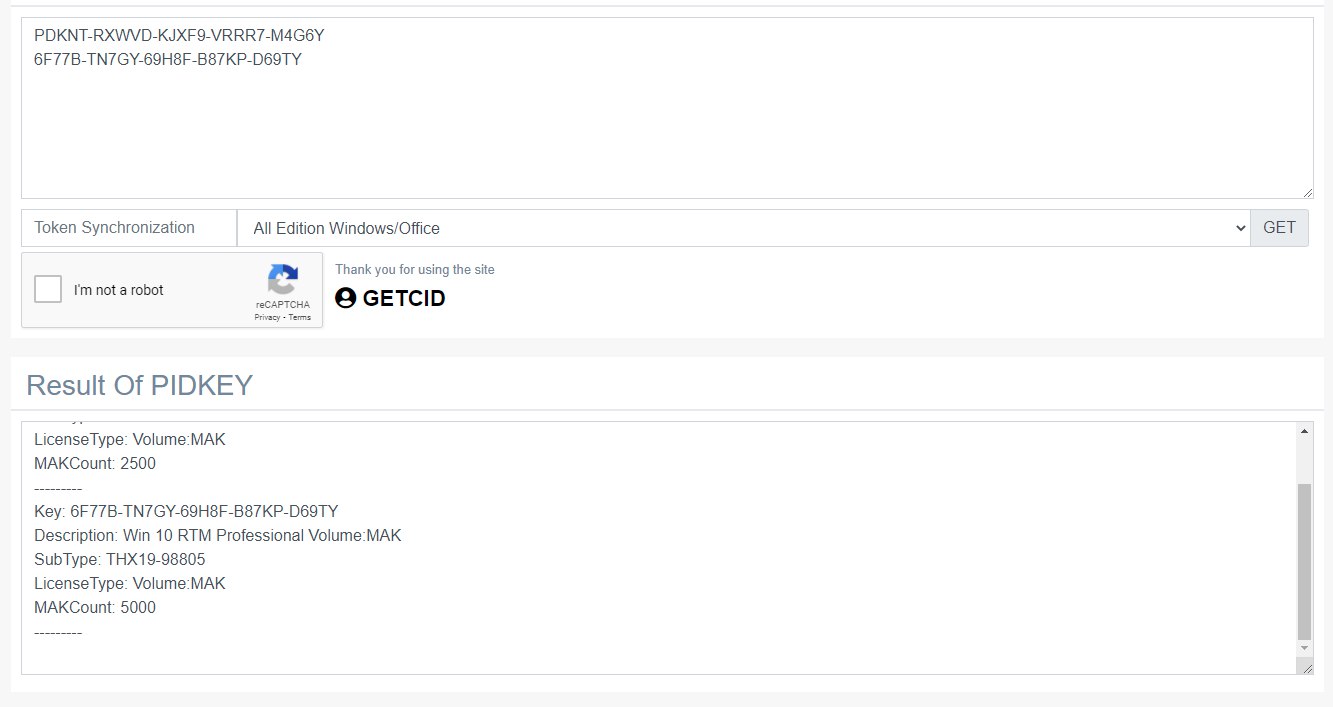 PDKNT-RXWVD-KJXF9-VRRR7-M4G6Y
6F77B-TN7GY-69H8F-B87KP-D69TY
Token Synchronization
All Edition Windows/Office
GET
I'm not a robot
reCAPTCHA
Privacy - Terms
Thank you for using the site
GETCID
Result Of PIDKEY
LicenseType: Volume:MAK
MAKCount: 2500
---------
Key: 6F77B-TN7GY-69H8F-B87KP-D69TY
Description: Win 10 RTM Professional Volume:MAK
SubType: THX19-98805
LicenseType: Volume:MAK
MAKCount: 5000
---------